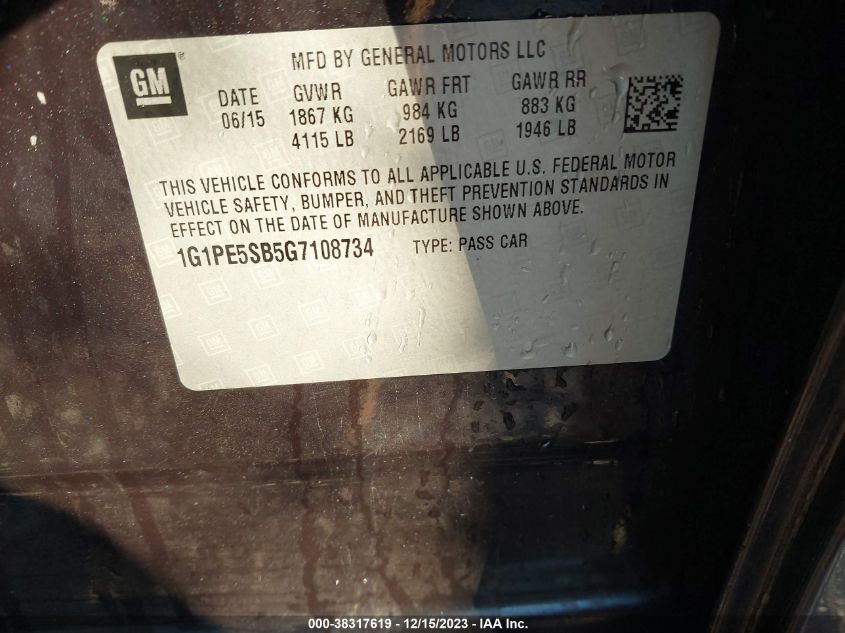 GM
MFD BY GENERAL MOTORS LLC
DATE GVWR GAWR FRT GAWR RR
06/15 1867 KG 984 KG 883 KG
4115 LB 2169 LB 1946 LB
THIS VEHICLE CONFORMS TO ALL APPLICABLE U.S. FEDERAL MOTOR
VEHICLE SAFETY, BUMPER, AND THEFT PREVENTION STANDARDS IN
EFFECT ON THE DATE OF MANUFACTURE SHOWN ABOVE.
1G1PE5SB5G7108734 TYPE: PASS CAR
000-38317619 - 12/15/2023 - IAA Inc.